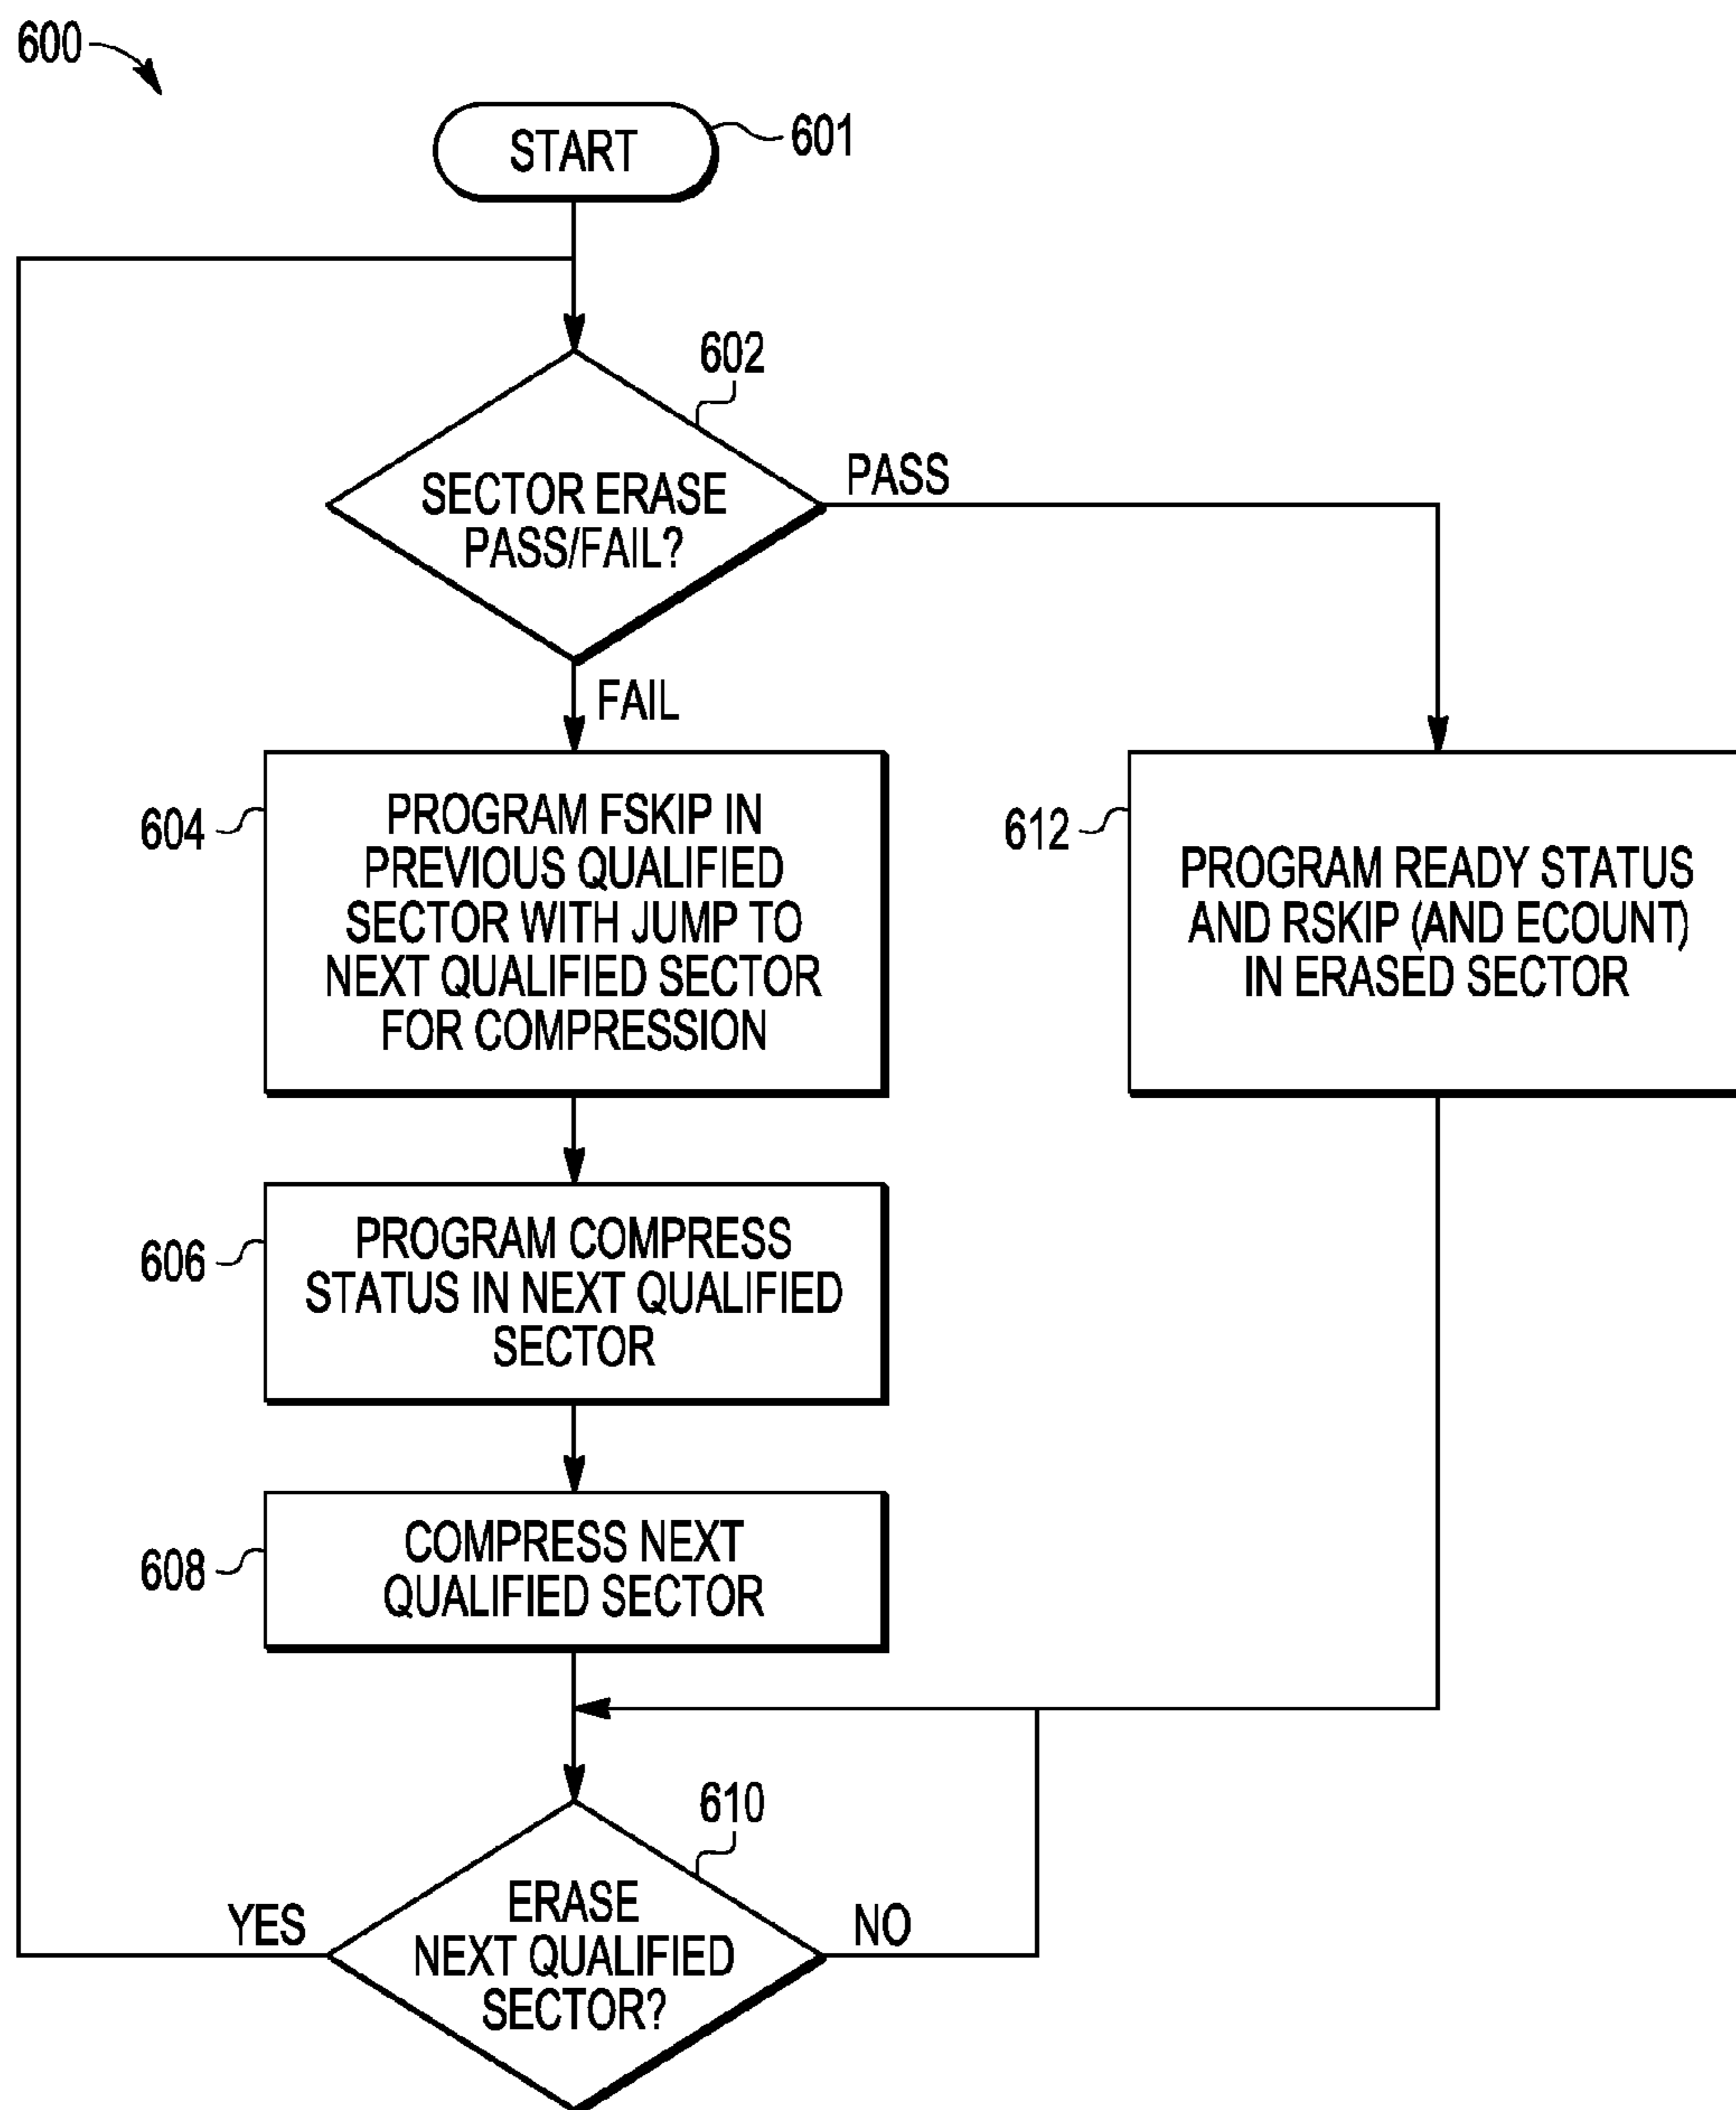 600
START
601
602
SECTOR ERASE
PASS/FAIL?
PASS
FAIL
604
PROGRAM FSKIP IN
PREVIOUS QUALIFIED
SECTOR WITH JUMP TO
NEXT QUALIFIED SECTOR
FOR COMPRESSION
612
PROGRAM READY STATUS
AND RSKIP (AND ECOUNT)
IN ERASED SECTOR
606
PROGRAM COMPRESS
STATUS IN NEXT QUALIFIED
SECTOR
608
COMPRESS NEXT
QUALIFIED SECTOR
610
ERASE
NEXT QUALIFIED
SECTOR?
YES
NO